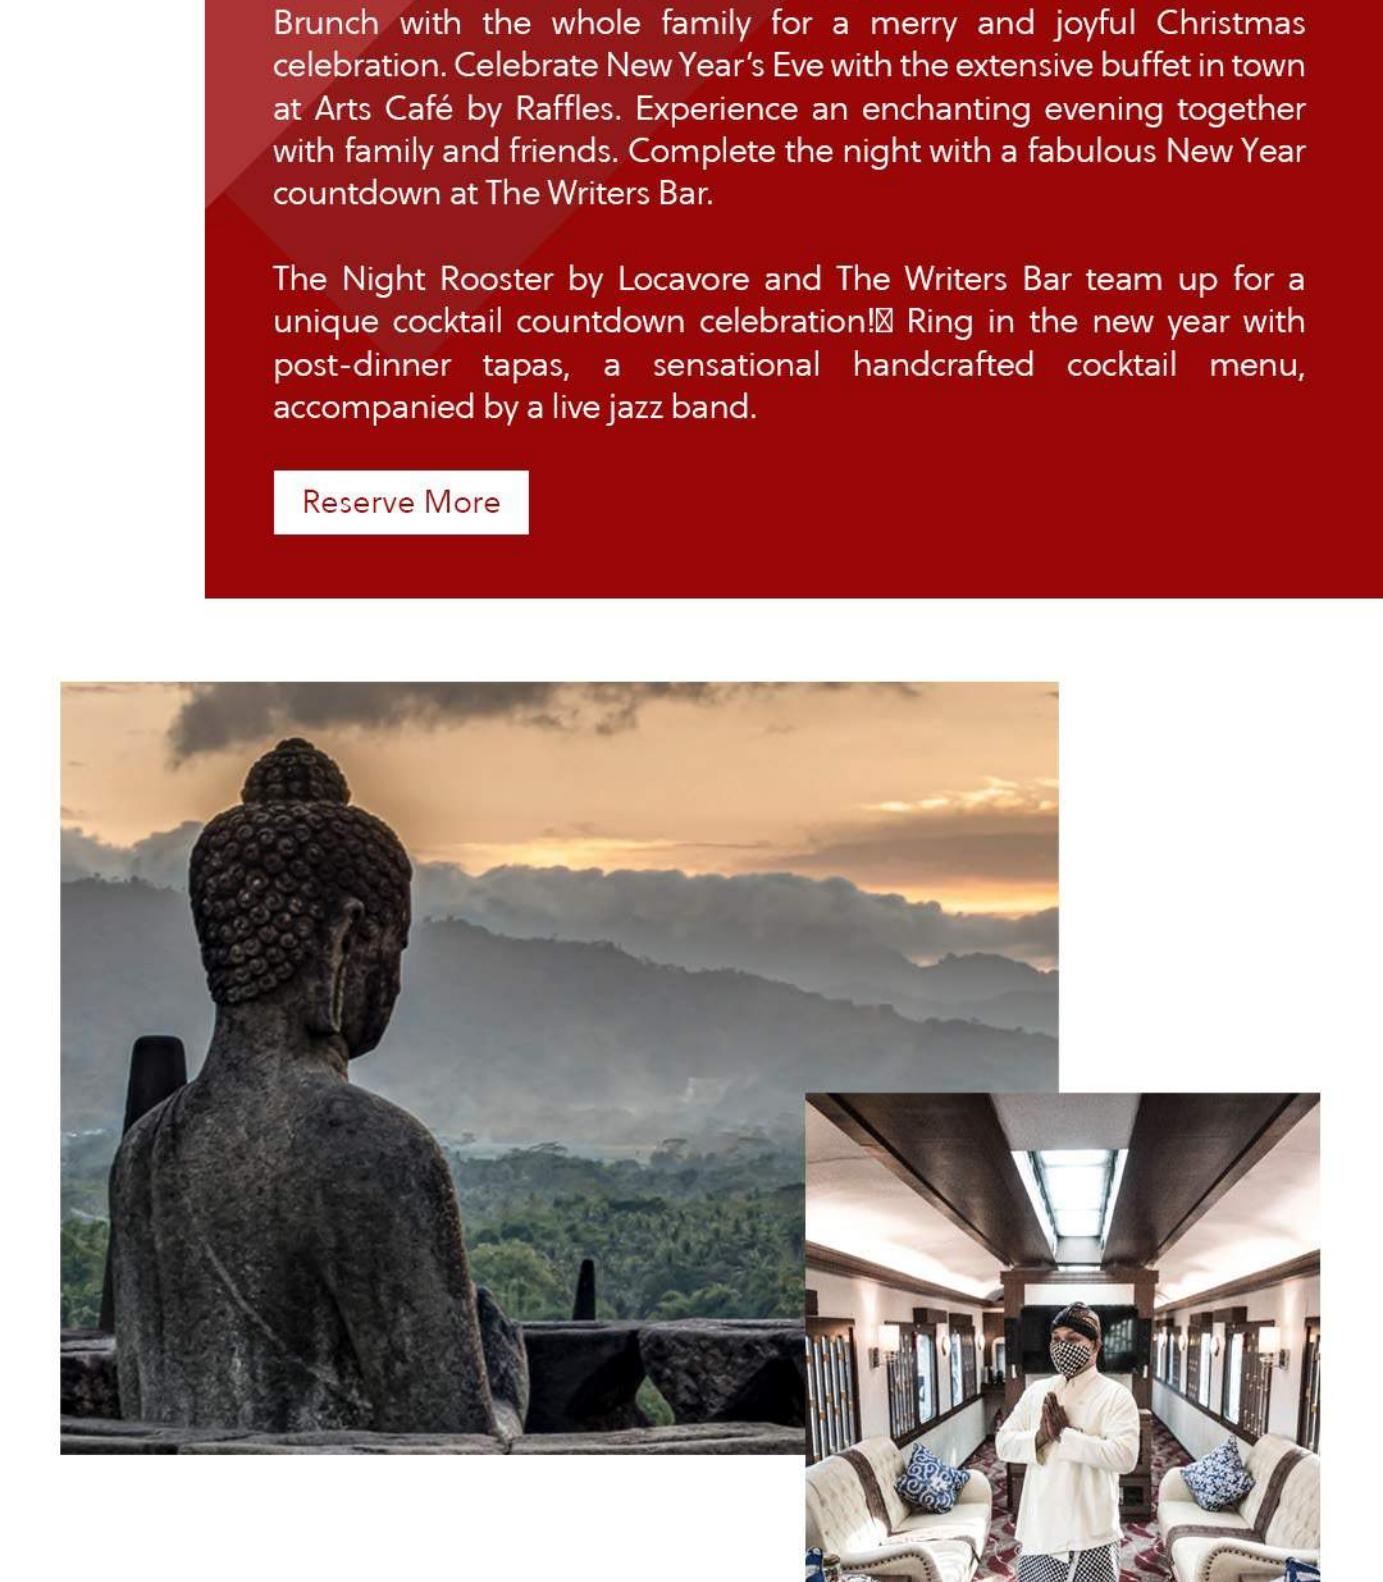 Brunch with the whole family for a merry and joyful Christmas
celebration. Celebrate New Year’s Eve with the extensive buffet in town
at Arts Café by Raffles. Experience an enchanting evening together
with family and friends. Complete the night with a fabulous New Year
countdown at The Writers Bar.
The Night Rooster by Locavore and The Writers Bar team up for a
unique cocktail countdown celebration! Ring in the new year with
post-dinner tapas, a sensational handcrafted cocktail menu,
accompanied by a live jazz band.
Reserve More